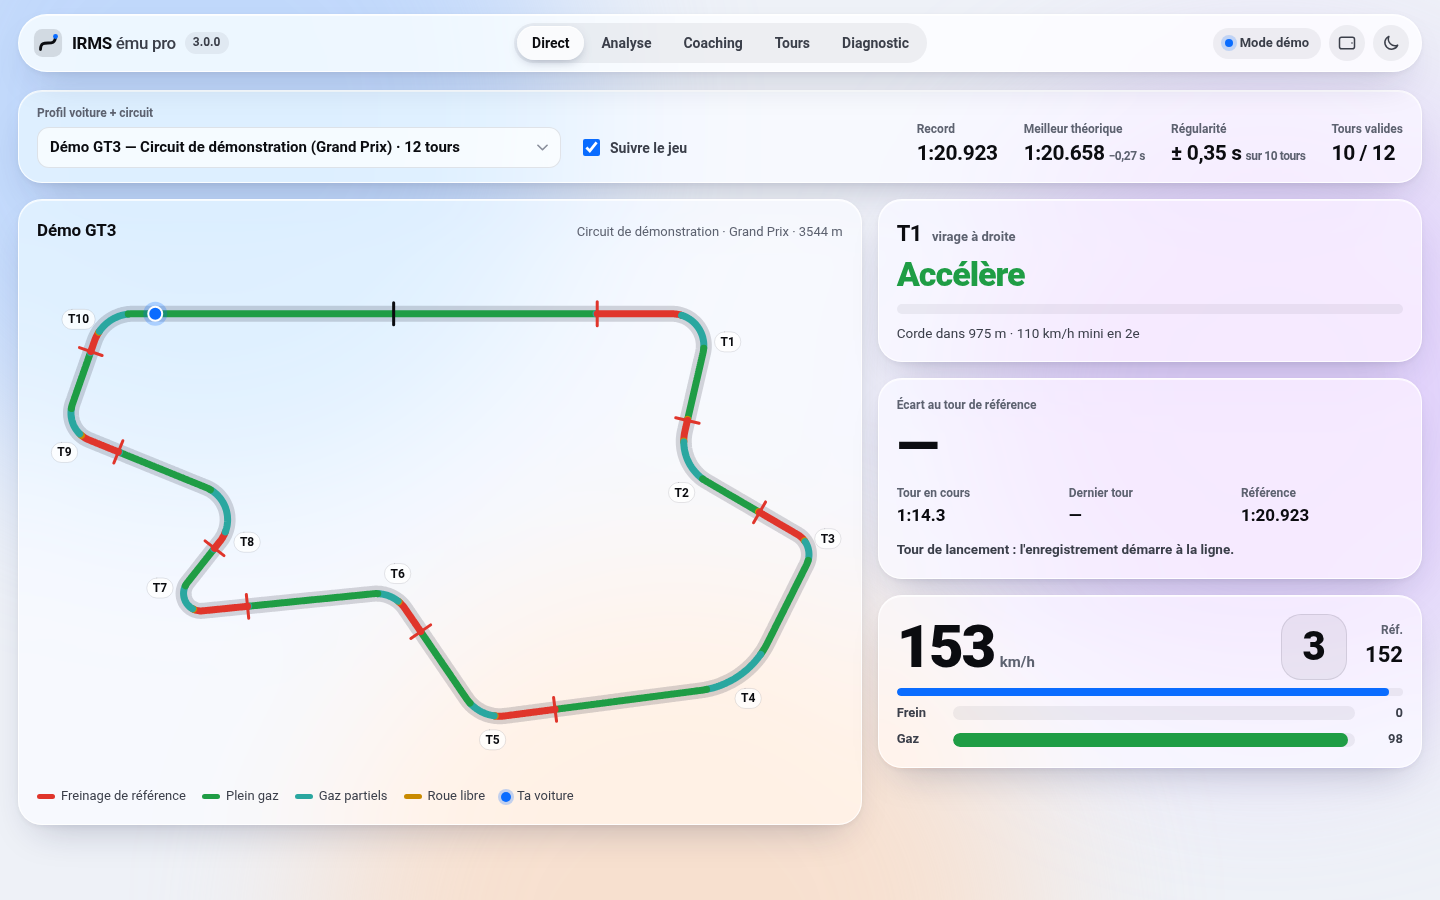 IRMS ému pro 3.0.0
Direct Analyse Coaching Tours Diagnostic
Mode démo
Profil voiture + circuit
Démo GT3 — Circuit de démonstration (Grand Prix) · 12 tours
Suivre le jeu
Record
1:20.923
Meilleur théorique
1:20.658 −0,27 s
Régularité
± 0,35 s sur 10 tours
Tours valides
10 / 12
Démo GT3
Circuit de démonstration · Grand Prix · 3544 m
T10
T1
T9
T2
T8
T3
T7
T6
T4
T5
Freinage de référence Plein gaz Gaz partiels Roue libre Ta voiture
T1 virage à droite
Accélère
Corde dans 975 m · 110 km/h mini en 2e
Écart au tour de référence
—
Tour en cours
1:14.3
Dernier tour
—
Référence
1:20.923
Tour de lancement : l'enregistrement démarre à la ligne.
153 km/h
3
Réf.
152
Frein 0
Gaz 98